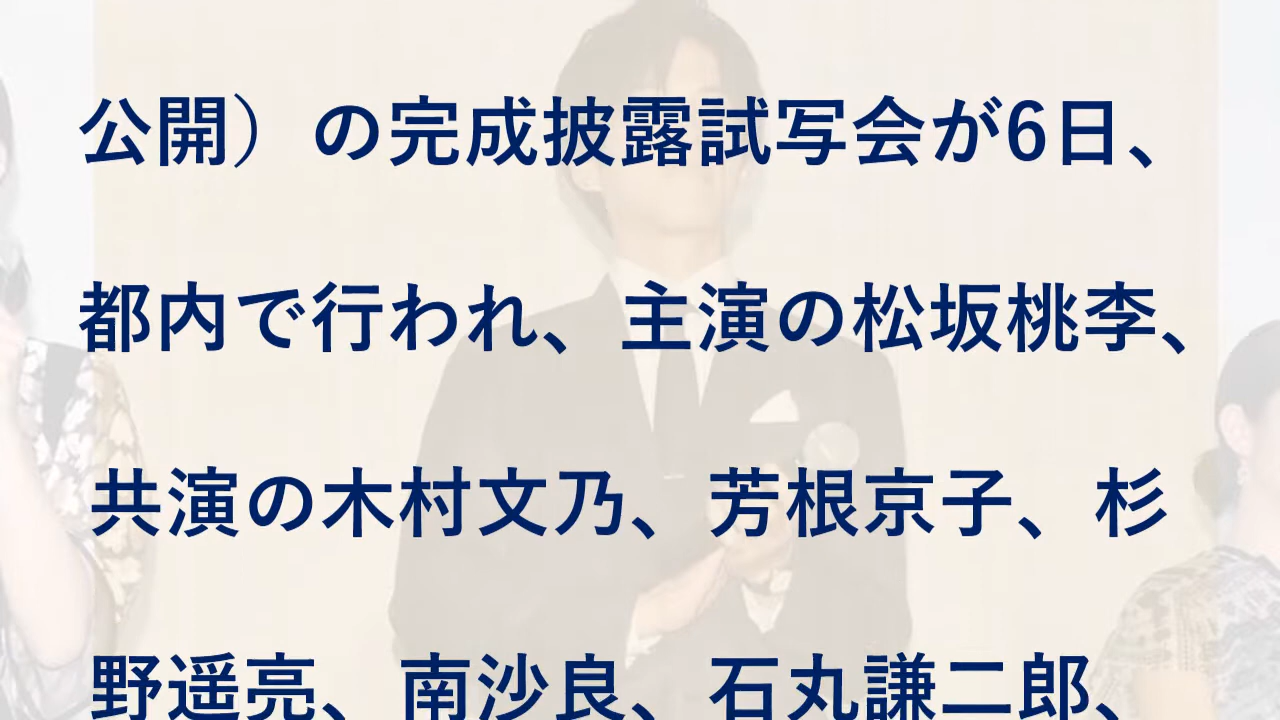 公開）の完成披露試写会が6日、
都内で行われ、主演の松坂桃李、
共演の木村文乃、芳根京子、杉
野遥亮、南沙良、石丸謙二郎、